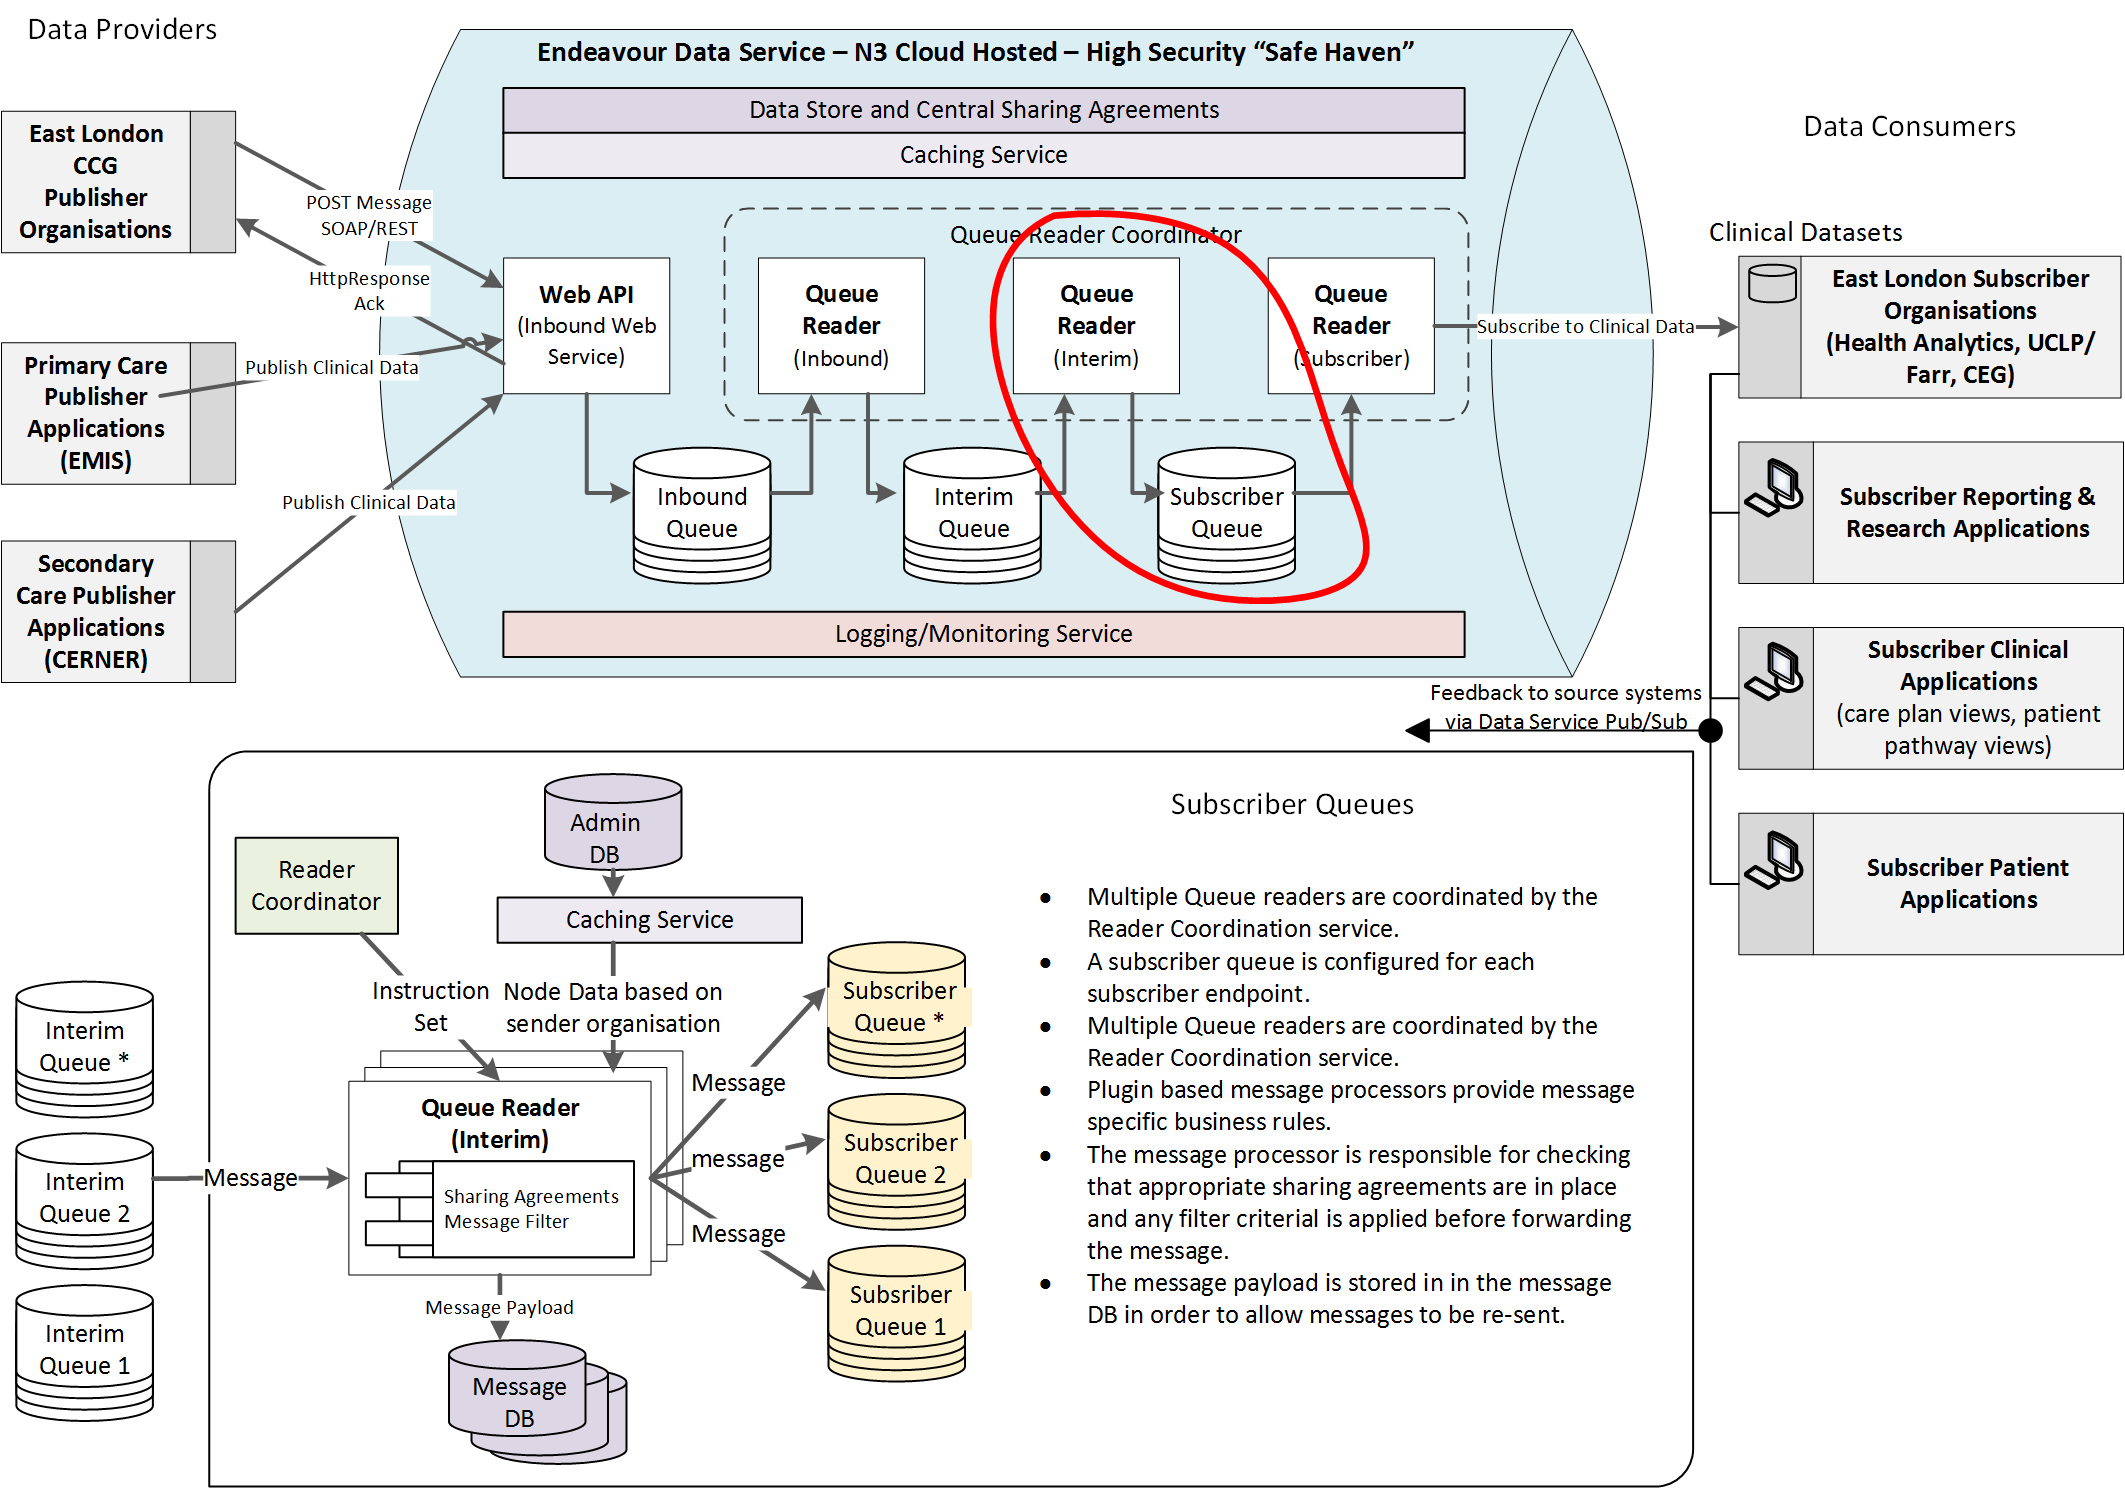 Data Providers
Endeavour Data Service – N3 Cloud Hosted – High Security “Safe Haven”
Data Store and Central Sharing Agreements
Caching Service
Data Consumers
East London
CCG
Publisher
Organisations
POST Message
SOAP/REST
HttpResponse
Ack
Primary Care
Publisher
Applications
(EMIS)
Publish Clinical Data
Secondary
Care Publisher
Applications
(CERNER)
Publish Clinical Data
Queue Reader Coordinator
Web API
(Inbound Web
Service)
Queue
Reader
(Inbound)
Queue
Reader
(Interim)
Queue
Reader
(Subscriber)
Inbound
Queue
Interim
Queue
Subscriber
Queue
Logging/Monitoring Service
Subscribe to Clinical Data
Clinical Datasets
East London Subscriber
Organisations
(Health Analytics, UCLP/
Farr, CEG)
Subscriber Reporting &
Research Applications
Subscriber Clinical
Applications
(care plan views, patient
pathway views)
Subscriber Patient
Applications
Feedback to source systems
via Data Service Pub/Sub
Subscriber Queues
Admin
DB
Reader
Coordinator
Caching Service
Instruction
Set
Node Data based on
sender organisation
Interim
Queue *
Interim
Queue 2
Interim
Queue 1
Message
Queue Reader
(Interim)
Sharing Agreements
Message Filter
Message Payload
Message
DB
Message
message
Message
Subscriber
Queue *
Subscriber
Queue 2
Subsriber
Queue 1
● Multiple Queue readers are coordinated by the
Reader Coordination service.
● A subscriber queue is configured for each
subscriber endpoint.
● Multiple Queue readers are coordinated by the
Reader Coordination service.
● Plugin based message processors provide message
specific business rules.
● The message processor is responsible for checking
that appropriate sharing agreements are in place
and any filter criterial is applied before forwarding
the message.
● The message payload is stored in in the message
DB in order to allow messages to be re-sent.